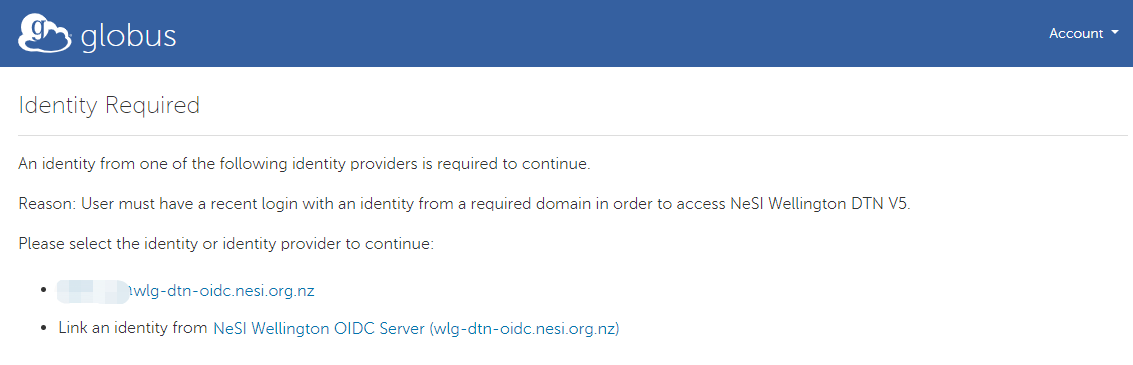 globus
Account
Identity Required
An identity from one of the following identity providers is required to continue.
Reason: User must have a recent login with an identity from a required domain in order to access NeSI Wellington DTN V5.
Please select the identity or identity provider to continue:
wlg-dtn-oidc.nesi.org.nz
Link an identity from NeSI Wellington OIDC Server (wlg-dtn-oidc.nesi.org.nz)